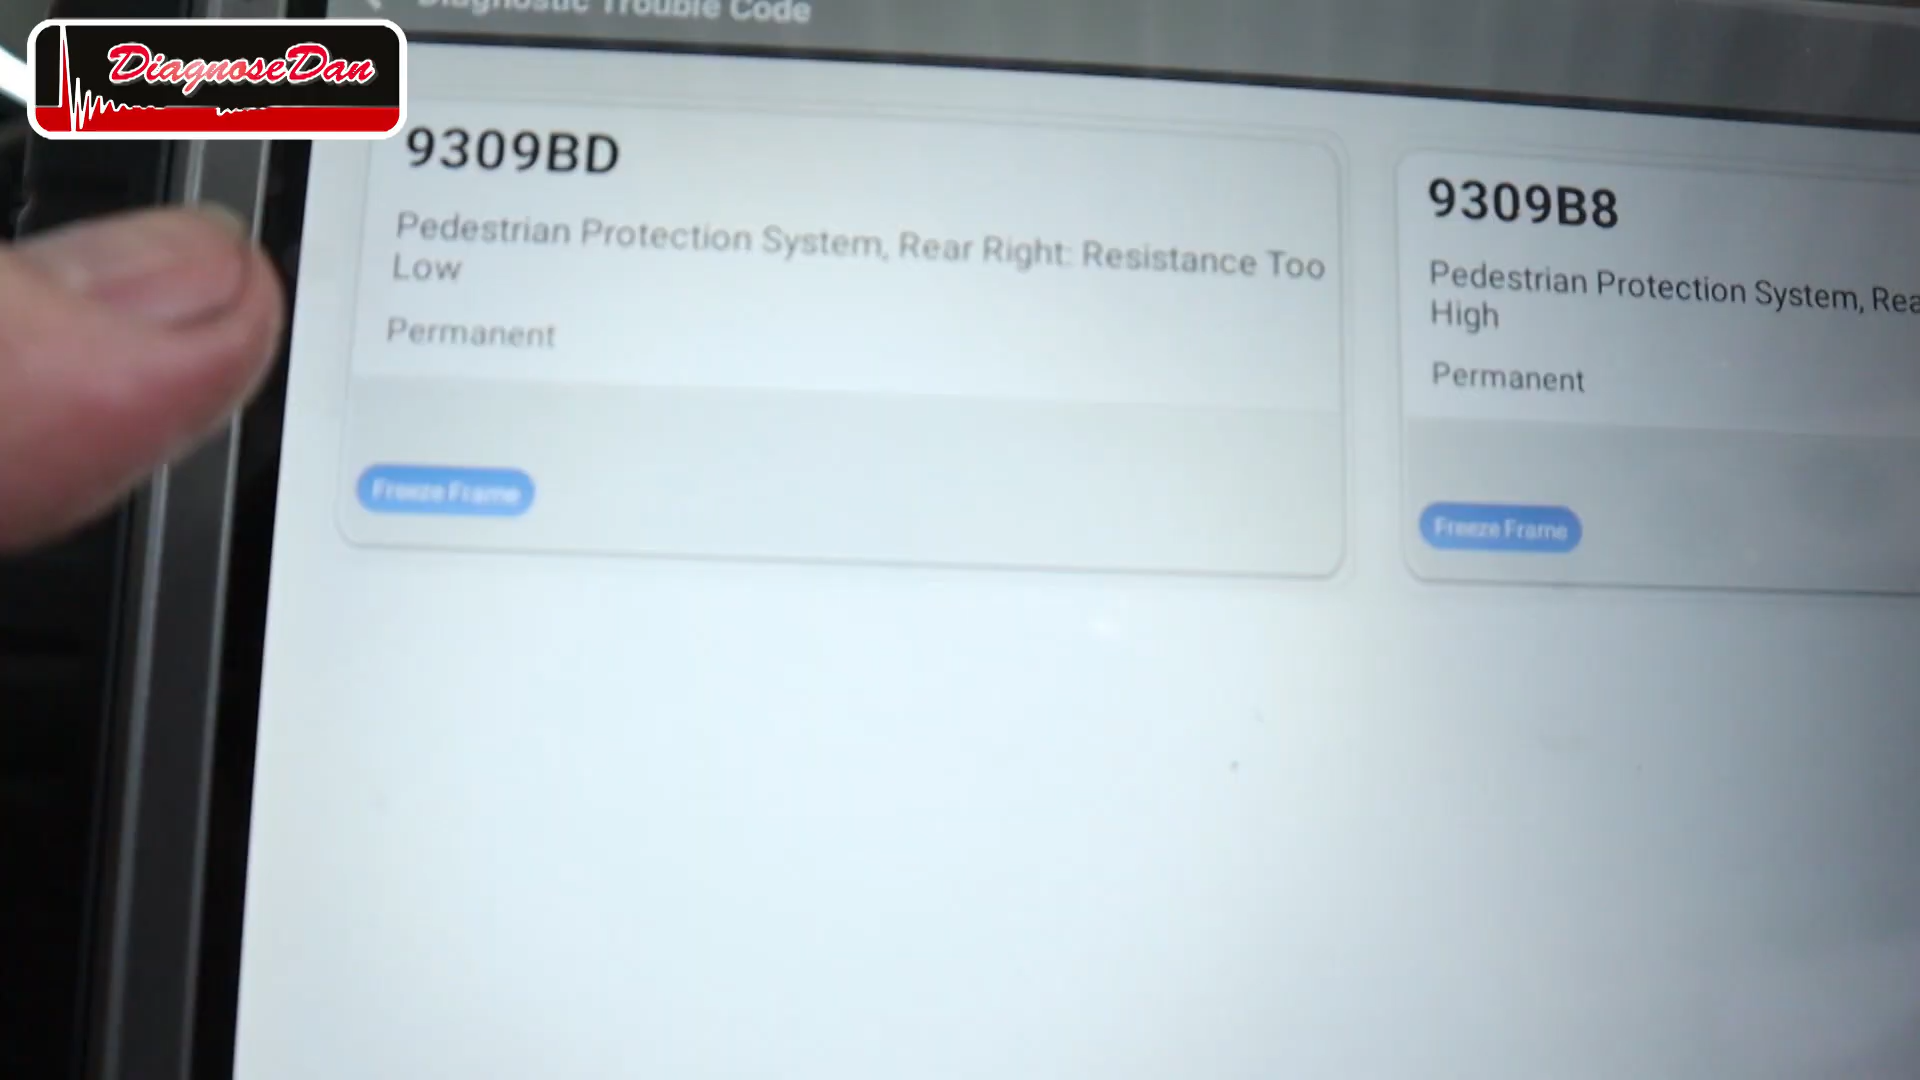 DiagnoseDan
Diagnostic Trouble Code
9309BD
Pedestrian Protection System, Rear Right: Resistance Too
Low
Permanent
Freeze Frame
9309B8
Pedestrian Protection System,
High
Permanent
Freeze Frame